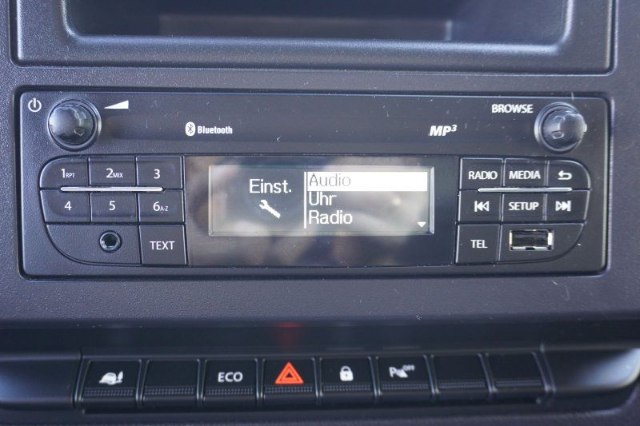 BROWSE
Bluetooth
MP3
1RPT 2MIX 3
4 5 6A-Z
TEXT
Einst.
Audio
Uhr
Radio
RADIO MEDIA
SETUP
TEL
ECO
P OFF